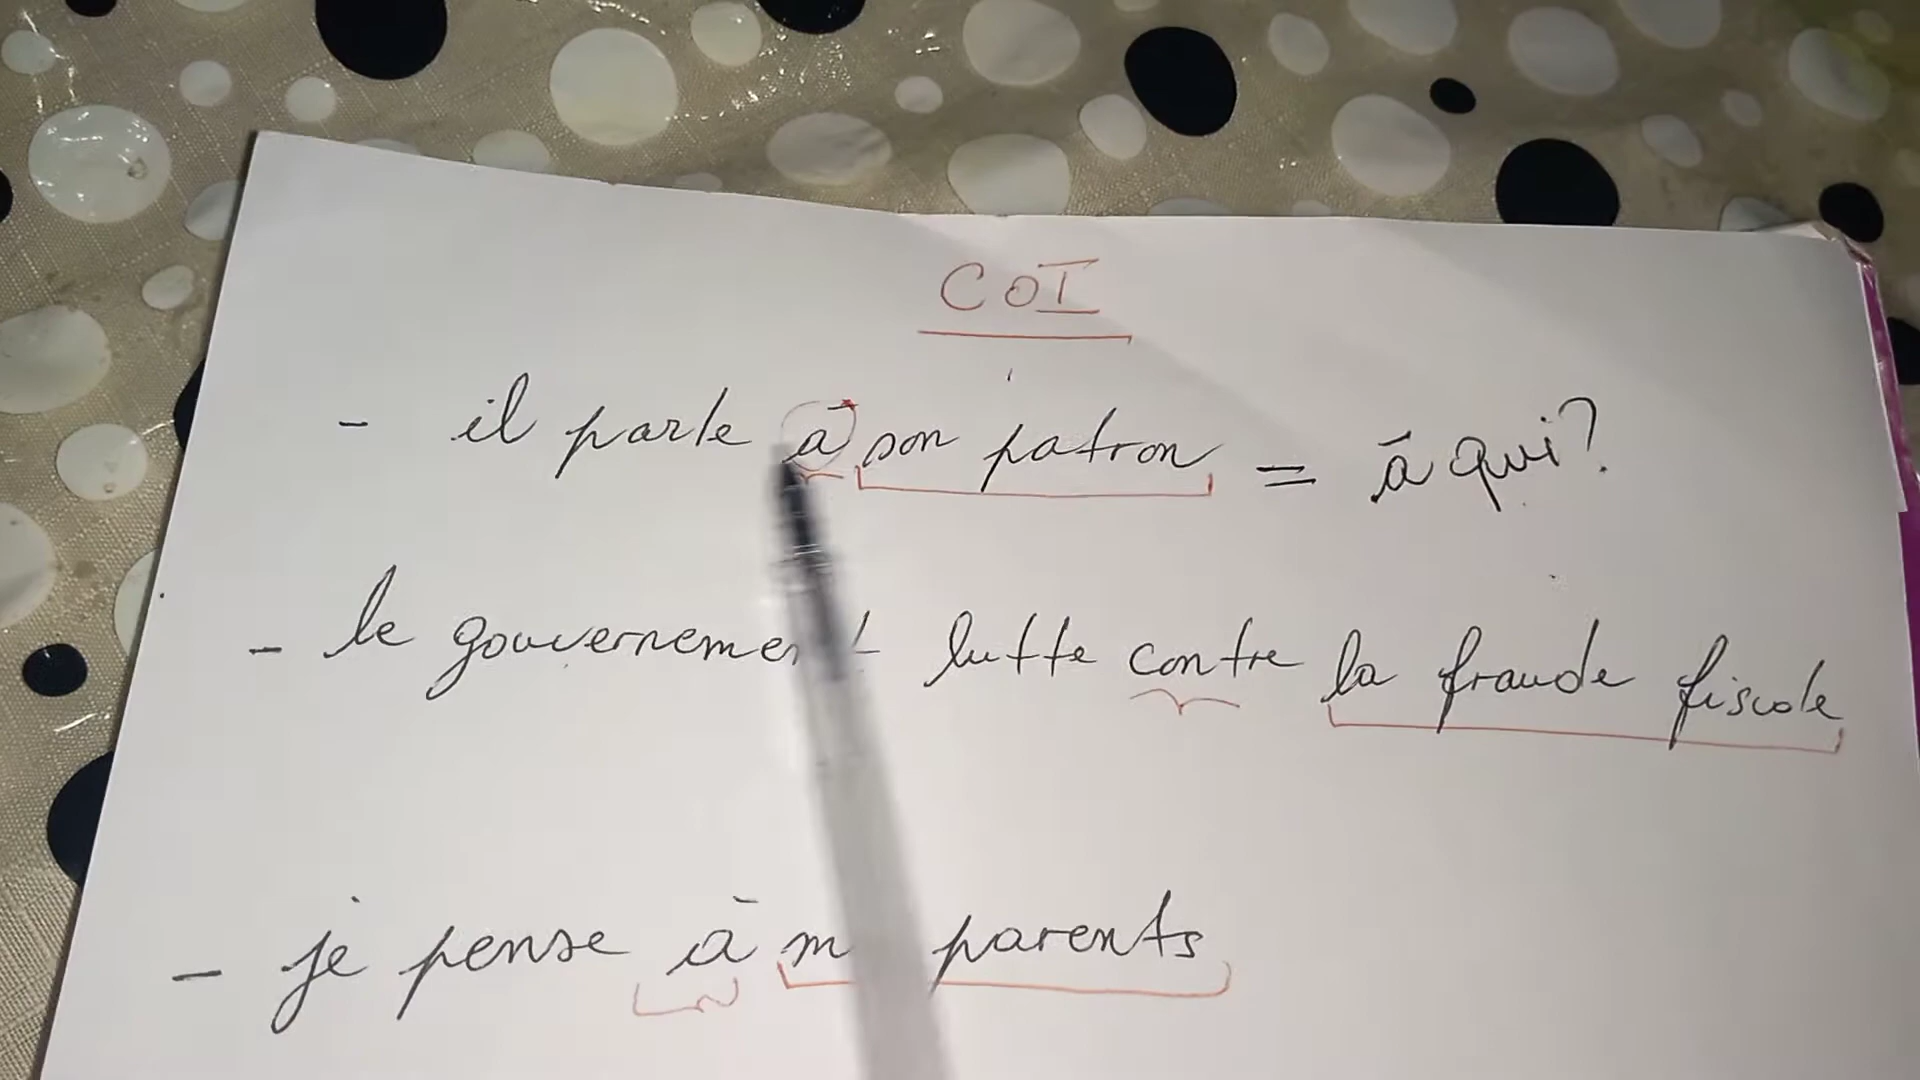 COI
- il parle à son patron = à qui?
- le gouvernement lutte contre la fraude fiscale
- je pense à parents